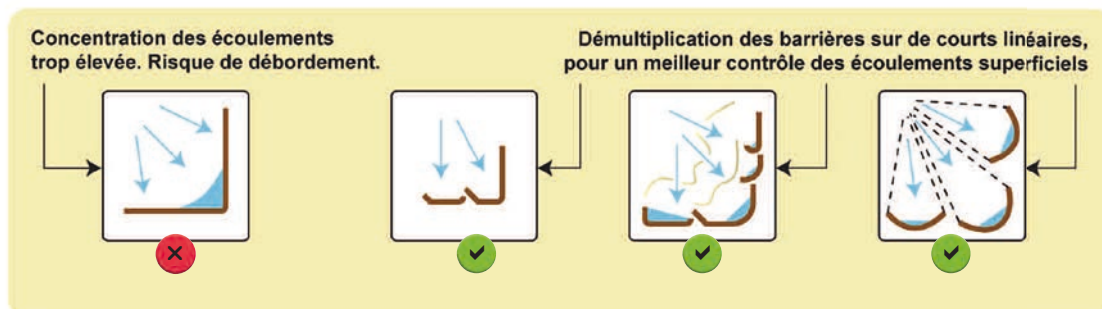 Concentration des écoulements
trop élevée. Risque de débordement.
Démultiplication des barrières sur de courts linéaires,
pour un meilleur contrôle des écoulements superficiels